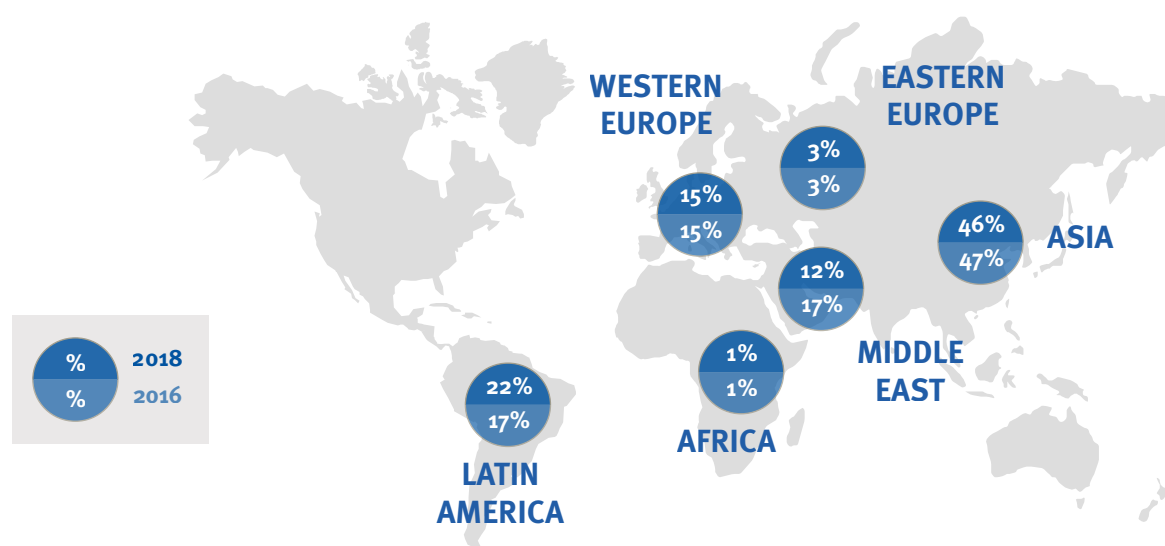 WESTERN
EUROPE
15%
15%
EASTERN
EUROPE
3%
3%
46%
47%
ASIA
12%
17%
MIDDLE
EAST
1%
1%
AFRICA
22%
17%
LATIN
AMERICA
% 2018
% 2016